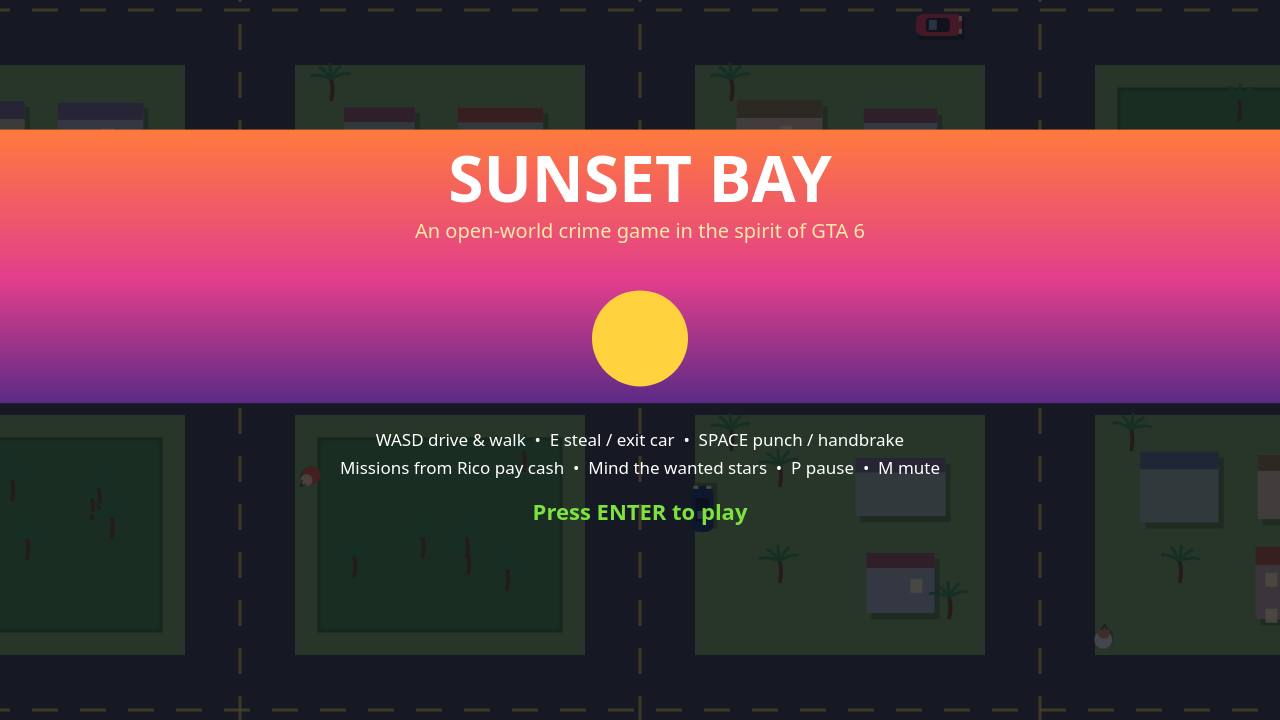 SUNSET BAY
An open-world crime game in the spirit of GTA 6
WASD drive & walk • E steal / exit car • SPACE punch / handbrake
Missions from Rico pay cash • Mind the wanted stars • P pause • M mute
Press ENTER to play